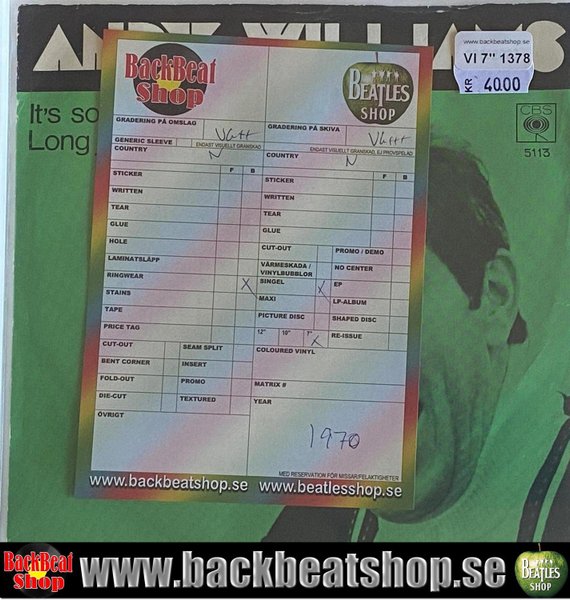 ANDY WILLIAMS
www.backbeatshop.se
VI 7" 1378
KR 40.00
It's so
Long
CBS
5113
BackBeat
Shop
BEATLES
SHOP
GRADERING PÅ OMSLAG
VG++
GRADERING PÅ SKIVA
VG++
GENERIC SLEEVE
ENDAST VISUELLT GRANSKAD
ENDAST VISUELLT GRANSKAD, EJ PROVSPELAD
COUNTRY N
COUNTRY N
F B
F B
STICKER
STICKER
WRITTEN
WRITTEN
TEAR
TEAR
GLUE
GLUE
HOLE
CUT-OUT
PROMO / DEMO
LAMINATSLÄPP
VÄRMESKADA /
VINYLBUBBLOR
NO CENTER
RINGWEAR X
SINGEL X
EP
STAINS
MAXI
LP-ALBUM
TAPE
PICTURE DISC
SHAPED DISC
PRICE TAG
12" 10" 7" X
RE-ISSUE
CUT-OUT
SEAM SPLIT
COLOURED VINYL
BENT CORNER
INSERT
FOLD-OUT
PROMO
MATRIX #
DIE-CUT
TEXTURED
YEAR
ÖVRIGT
1970
MED RESERVATION FÖR MISSAR/FELAKTIGHETER
www.backbeatshop.se
www.beatlesshop.se
BackBeat
Shop
www.backbeatshop.se
BEATLES
SHOP